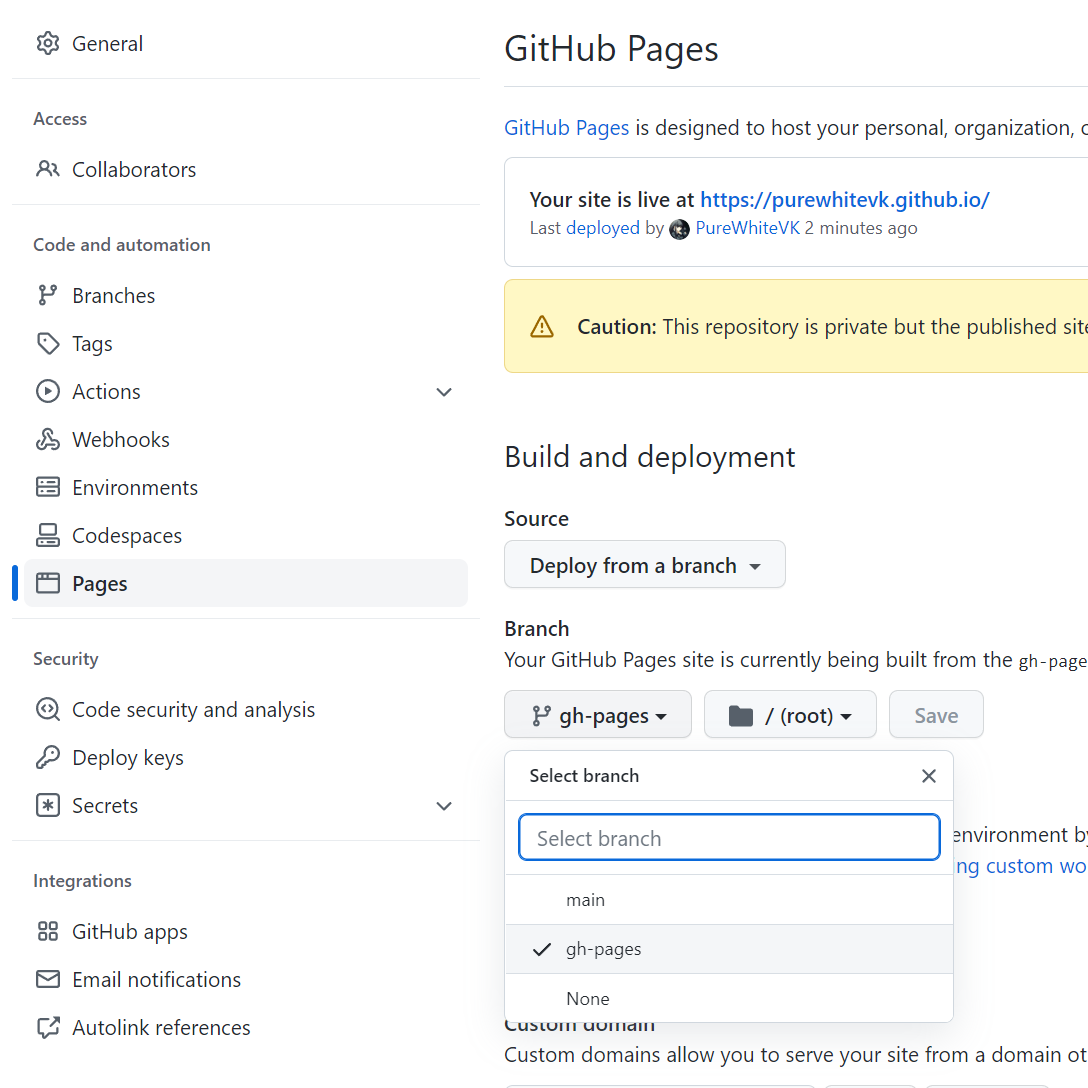 General
Access
Collaborators
Code and automation
Branches
Tags
Actions
Webhooks
Environments
Codespaces
Pages
Security
Code security and analysis
Deploy keys
Secrets
Integrations
GitHub apps
Email notifications
Autolink references
GitHub Pages
GitHub Pages is designed to host your personal, organization,
Your site is live at https://purewhitevk.github.io/
Last deployed by PureWhiteVK 2 minutes ago
Caution: This repository is private but the published site
Build and deployment
Source
Deploy from a branch
Branch
Your GitHub Pages site is currently being built from the gh-page
gh-pages / (root) Save
Select branch
Select branch
environment by
ng custom wo
main
gh-pages
None
Custom domain
Custom domains allow you to serve your site from a domain ot